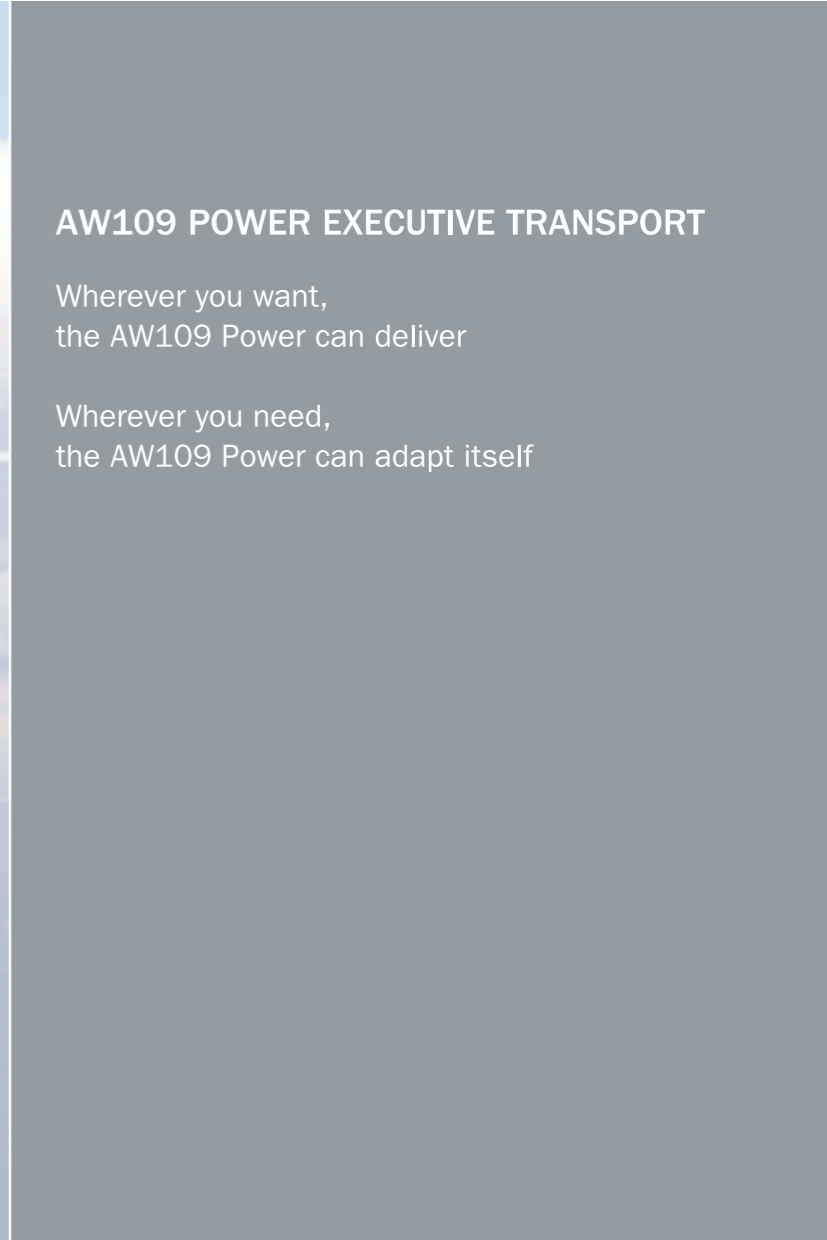 AW109 POWER EXECUTIVE TRANSPORT
Wherever you want,
the AW109 Power can deliver
Wherever you need,
the AW109 Power can adapt itself